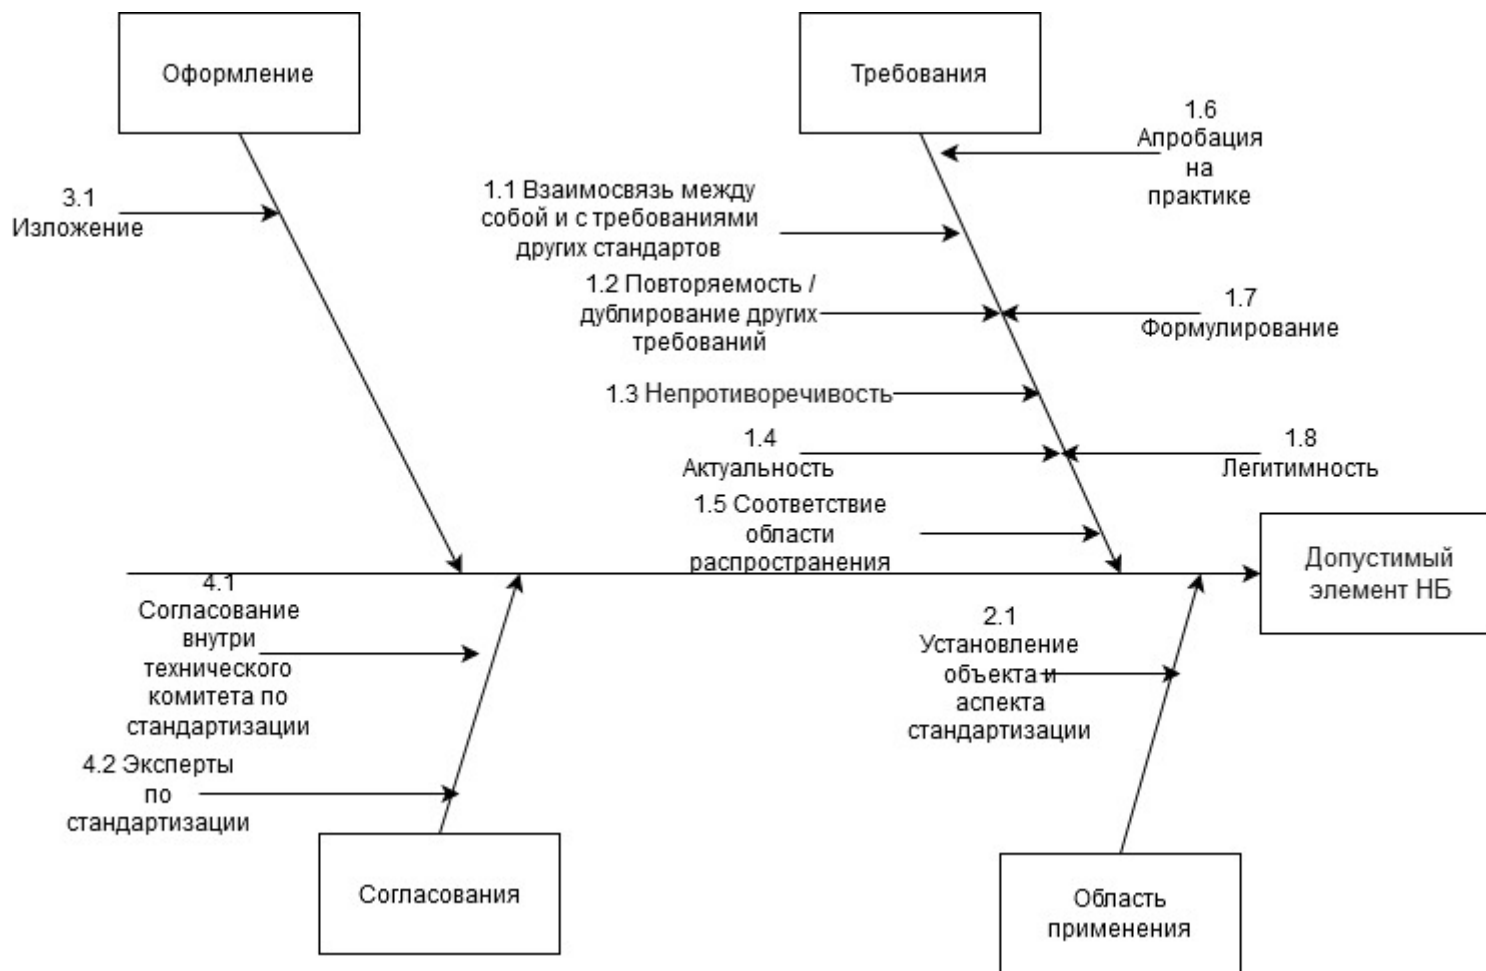 Оформление
Требования
1.6
Апробация
на
практике
3.1
Изложение
1.1 Взаимосвязь между
собой и с требованиями
других стандартов
1.2 Повторяемость /
дублирование других
требований
1.7
Формулирование
1.3 Непротиворечивость
1.4
Актуальность
1.8
Легитимность
1.5 Соответствие
области
распространения
Допустимый
элемент НБ
4.1
Согласование
внутри
технического
комитета по
стандартизации
2.1
Установление
объекта и
аспекта
стандартизации
4.2 Эксперты
по
стандартизации
Согласования
Область
применения